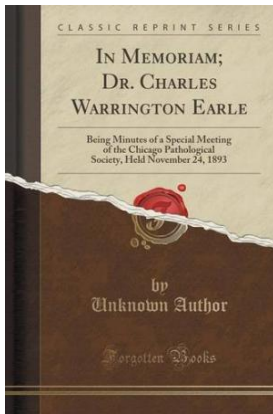 CLASSIC REPRINT SERIES
IN MEMORIAM;
DR. CHARLES
WARRINGTON EARLE
Being Minutes of a Special Meeting
of the Chicago Pathological
Society, Held November 24, 1893
by
Unknown Author
Forgotten Books